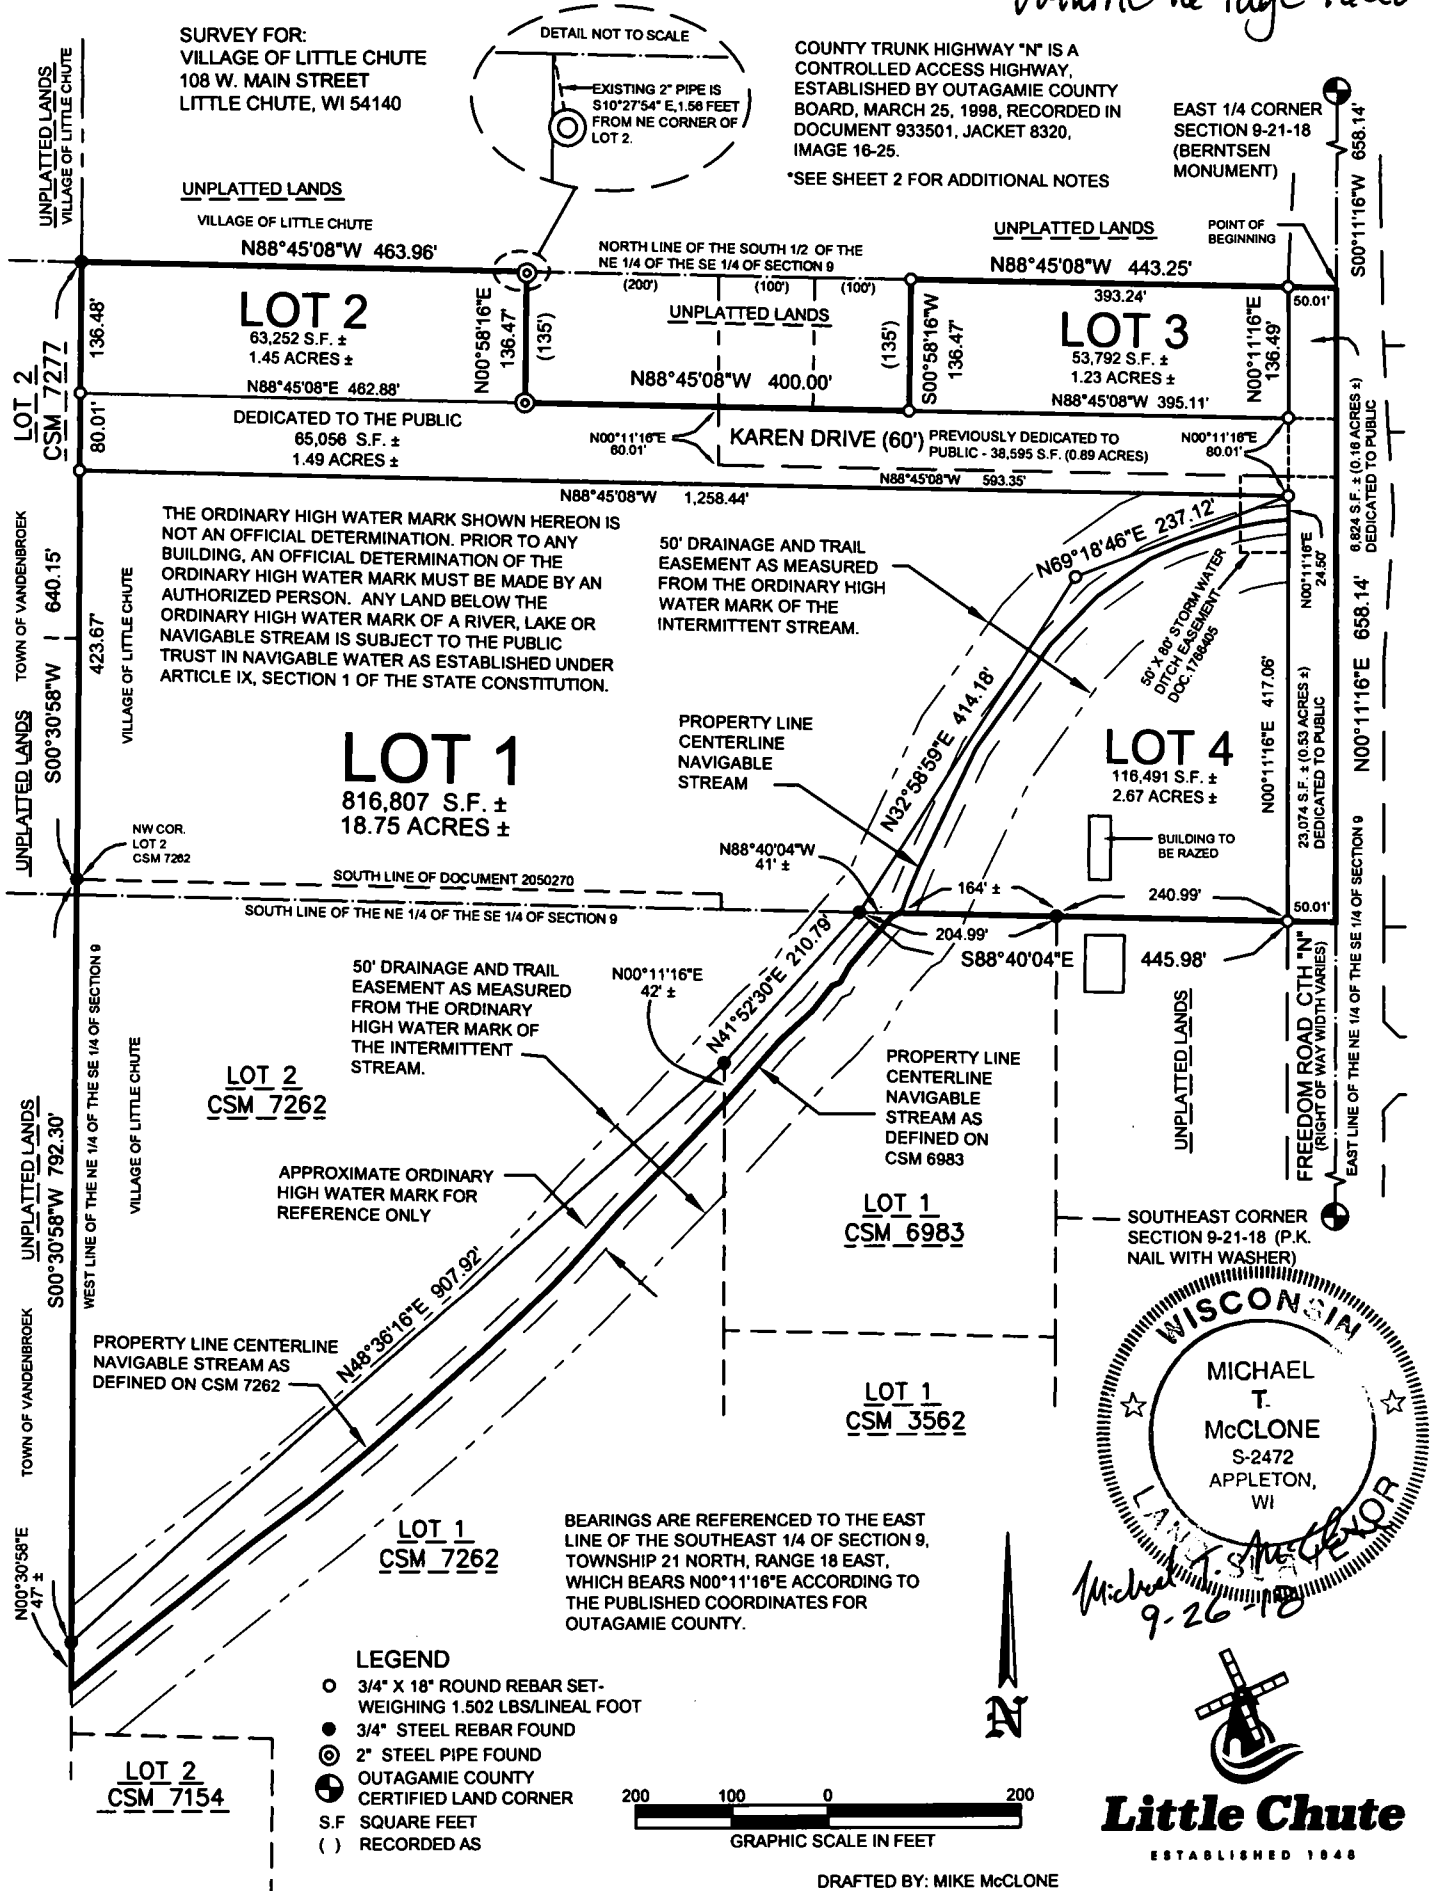 SURVEY FOR:
VILLAGE OF LITTLE CHUTE
108 W. MAIN STREET
LITTLE CHUTE, WI 54140
DETAIL NOT TO SCALE
EXISTING 2" PIPE IS
S10°27'54" E,1.56 FEET
FROM NE CORNER OF
LOT 2.
COUNTY TRUNK HIGHWAY "N" IS A
CONTROLLED ACCESS HIGHWAY,
ESTABLISHED BY OUTAGAMIE COUNTY
BOARD, MARCH 25, 1998, RECORDED IN
DOCUMENT 933501, JACKET 8320,
IMAGE 16-25.
*SEE SHEET 2 FOR ADDITIONAL NOTES
EAST 1/4 CORNER
SECTION 9-21-18
(BERNTSEN
MONUMENT)
S00°11'16"W 658.14'
UNPLATTED LANDS
VILLAGE OF LITTLE CHUTE
UNPLATTED LANDS
VILLAGE OF LITTLE CHUTE
N88°45'08"W 463.96'
NORTH LINE OF THE SOUTH 1/2 OF THE
NE 1/4 OF THE SE 1/4 OF SECTION 9
(200')
(100')
(100')
UNPLATTED LANDS
UNPLATTED LANDS
N88°45'08"W 443.25'
393.24'
POINT OF
BEGINNING
50.01'
LOT 2
63,252 S.F. ±
1.45 ACRES ±
N88°45'08"E 462.88'
136.48'
LOT 2
CSM 7277
80.01'
N00°58'16"E
136.47'
(135')
N88°45'08"W 400.00'
(135')
S00°58'16"W
136.47'
LOT 3
53,792 S.F. ±
1.23 ACRES ±
N88°45'08"W 395.11'
N00°11'16"E
136.49'
6,824 S.F. ± (0.16 ACRES ±)
DEDICATED TO PUBLIC
DEDICATED TO THE PUBLIC
65,056 S.F. ±
1.49 ACRES ±
N00°11'16"E
60.01'
KAREN DRIVE (60')
PREVIOUSLY DEDICATED TO
PUBLIC - 38,595 S.F. (0.89 ACRES)
N00°11'16"E
80.01'
N88°45'08"W 593.35'
N88°45'08"W 1,258.44'
THE ORDINARY HIGH WATER MARK SHOWN HEREON IS
NOT AN OFFICIAL DETERMINATION. PRIOR TO ANY
BUILDING, AN OFFICIAL DETERMINATION OF THE
ORDINARY HIGH WATER MARK MUST BE MADE BY AN
AUTHORIZED PERSON. ANY LAND BELOW THE
ORDINARY HIGH WATER MARK OF A RIVER, LAKE OR
NAVIGABLE STREAM IS SUBJECT TO THE PUBLIC
TRUST IN NAVIGABLE WATER AS ESTABLISHED UNDER
ARTICLE IX, SECTION 1 OF THE STATE CONSTITUTION.
50' DRAINAGE AND TRAIL
EASEMENT AS MEASURED
FROM THE ORDINARY HIGH
WATER MARK OF THE
INTERMITTENT STREAM.
N69°18'46"E 237.12'
50' X 80' STORM WATER
DITCH EASEMENT
DOC.1768405
N00°11'16"E
24.50'
TOWN OF VANDENBROEK
UNPLATTED LANDS
S00°30'58"W 640.15'
423.67'
VILLAGE OF LITTLE CHUTE
LOT 1
816,807 S.F. ±
18.75 ACRES ±
PROPERTY LINE
CENTERLINE
NAVIGABLE
STREAM
N32°58'59"E 414.18'
LOT 4
116,491 S.F. ±
2.67 ACRES ±
BUILDING TO
BE RAZED
N00°11'16"E 417.06'
23,074 S.F. ± (0.53 ACRES ±)
DEDICATED TO PUBLIC
N00°11'16"E 658.14'
NW COR.
LOT 2
CSM 7262
SOUTH LINE OF DOCUMENT 2050270
SOUTH LINE OF THE NE 1/4 OF THE SE 1/4 OF SECTION 9
N88°40'04"W
41' ±
164' ±
240.99'
50.01'
204.99'
S88°40'04"E 445.98'
N41°52'30"E 210.79'
N00°11'16"E
42' ±
50' DRAINAGE AND TRAIL
EASEMENT AS MEASURED
FROM THE ORDINARY
HIGH WATER MARK OF
THE INTERMITTENT
STREAM.
LOT 2
CSM 7262
PROPERTY LINE
CENTERLINE
NAVIGABLE
STREAM AS
DEFINED ON
CSM 6983
UNPLATTED LANDS
FREEDOM ROAD CTH "N"
(RIGHT OF WAY WIDTH VARIES)
EAST LINE OF THE NE 1/4 OF THE SE 1/4 OF SECTION 9
WEST LINE OF THE NE 1/4 OF THE SE 1/4 OF SECTION 9
VILLAGE OF LITTLE CHUTE
UNPLATTED LANDS
S00°30'58"W 792.30'
TOWN OF VANDENBROEK
APPROXIMATE ORDINARY
HIGH WATER MARK FOR
REFERENCE ONLY
LOT 1
CSM 6983
SOUTHEAST CORNER
SECTION 9-21-18 (P.K.
NAIL WITH WASHER)
N48°36'16"E 907.92'
PROPERTY LINE CENTERLINE
NAVIGABLE STREAM AS
DEFINED ON CSM 7262
LOT 1
CSM 3562
WISCONSIN
MICHAEL
T.
McCLONE
S-2472
APPLETON,
WI
LAND SURVEYOR
Michael T. McClone
9-26-18
N00°30'58"E
47' ±
LOT 1
CSM 7262
BEARINGS ARE REFERENCED TO THE EAST
LINE OF THE SOUTHEAST 1/4 OF SECTION 9,
TOWNSHIP 21 NORTH, RANGE 18 EAST,
WHICH BEARS N00°11'16"E ACCORDING TO
THE PUBLISHED COORDINATES FOR
OUTAGAMIE COUNTY.
LEGEND
3/4" X 18" ROUND REBAR SET-
WEIGHING 1.502 LBS/LINEAL FOOT
3/4" STEEL REBAR FOUND
2" STEEL PIPE FOUND
OUTAGAMIE COUNTY
CERTIFIED LAND CORNER
S.F SQUARE FEET
( ) RECORDED AS
LOT 2
CSM 7154
N
200 100 0 200
GRAPHIC SCALE IN FEET
Little Chute
ESTABLISHED 1848
DRAFTED BY: MIKE McCLONE